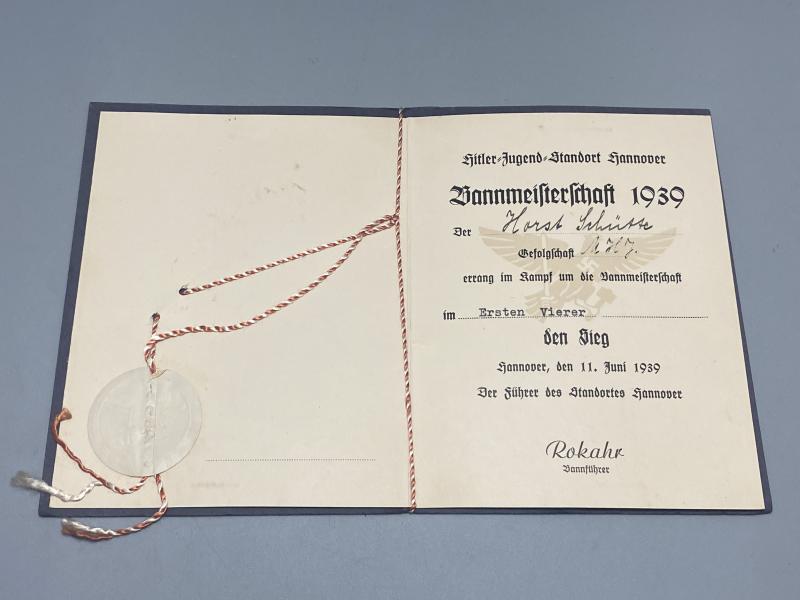 Hitler-Jugend-Standort Hannover
Bannmeisterschaft 1939
Der Horst Schütte
Gefolgschaft M.H.J.
errang im Kampf um die Bannmeisterschaft
im Ersten Vierer
den Sieg
Hannover, den 11. Juni 1939
Der Führer des Standortes Hannover
Rokahr
Bannführer